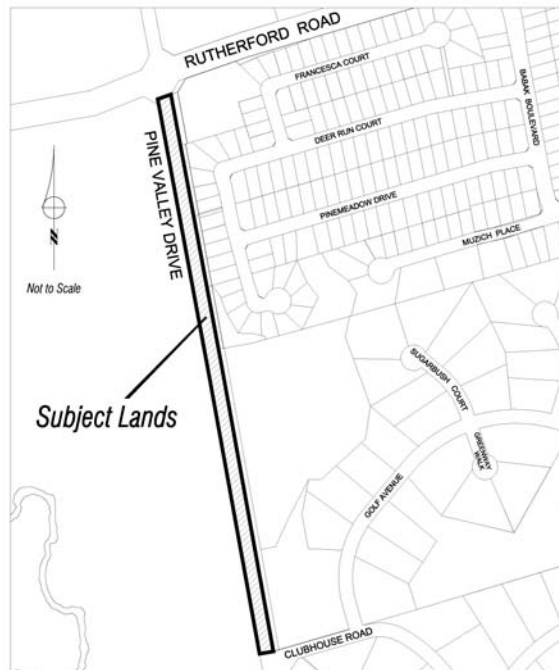 RUTHERFORD ROAD
FRANCESCA COURT
BABAK BOULEVARD
DEER RUN COURT
PINE VALLEY DRIVE
PINEMEADOW DRIVE
MUZICH PLACE
N
Not to Scale
Subject Lands
SUGARBUSH COURT
GREENWAY
WALK
GOLF AVENUE
CLUBHOUSE ROAD